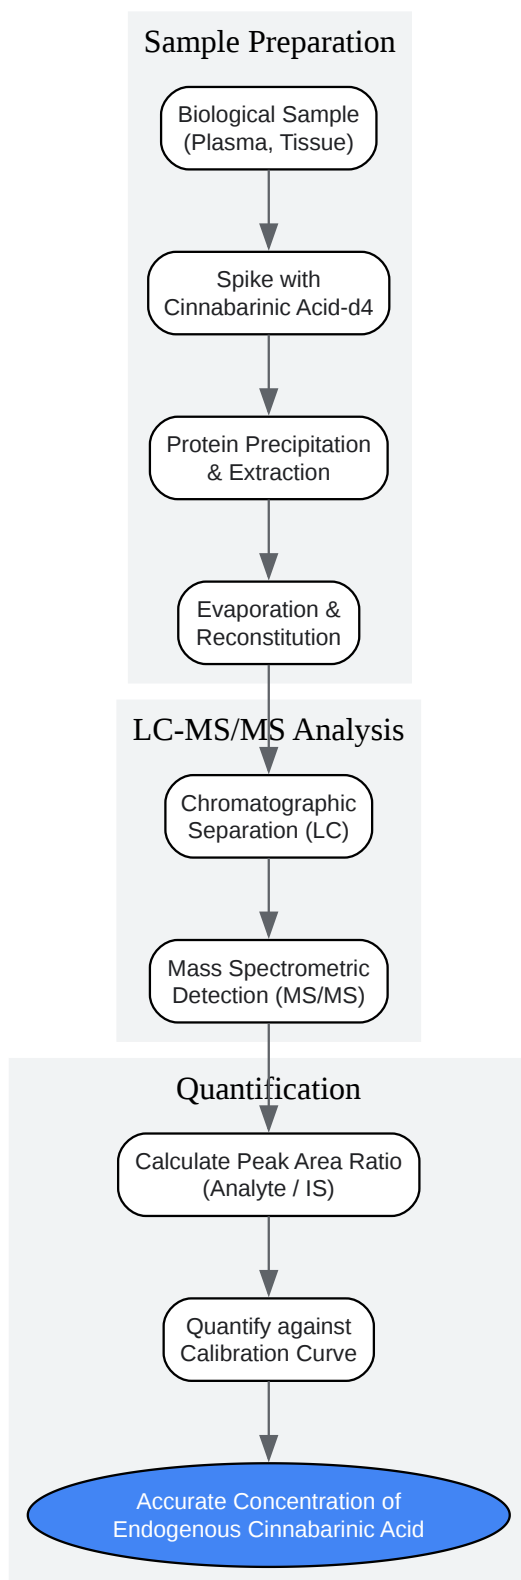 Sample Preparation
Biological Sample
(Plasma, Tissue)
Spike with
Cinnabarinic Acid-d4
Protein Precipitation
& Extraction
Evaporation &
Reconstitution
LC-MS/MS Analysis
Chromatographic
Separation (LC)
Mass Spectrometric
Detection (MS/MS)
Quantification
Calculate Peak Area Ratio
(Analyte / IS)
Quantify against
Calibration Curve
Accurate Concentration of
Endogenous Cinnabarinic Acid